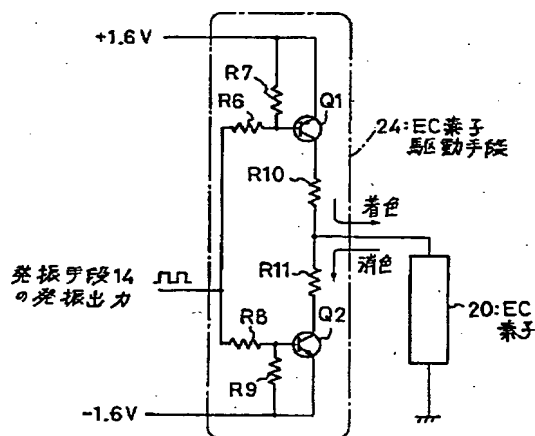 +1.6V
R7
R6
Q1
24:EC素子
駆動手段
R10
着色
消色
発振手段14
の発振出力
R11
R8
Q2
20:EC
素子
R9
-1.6V